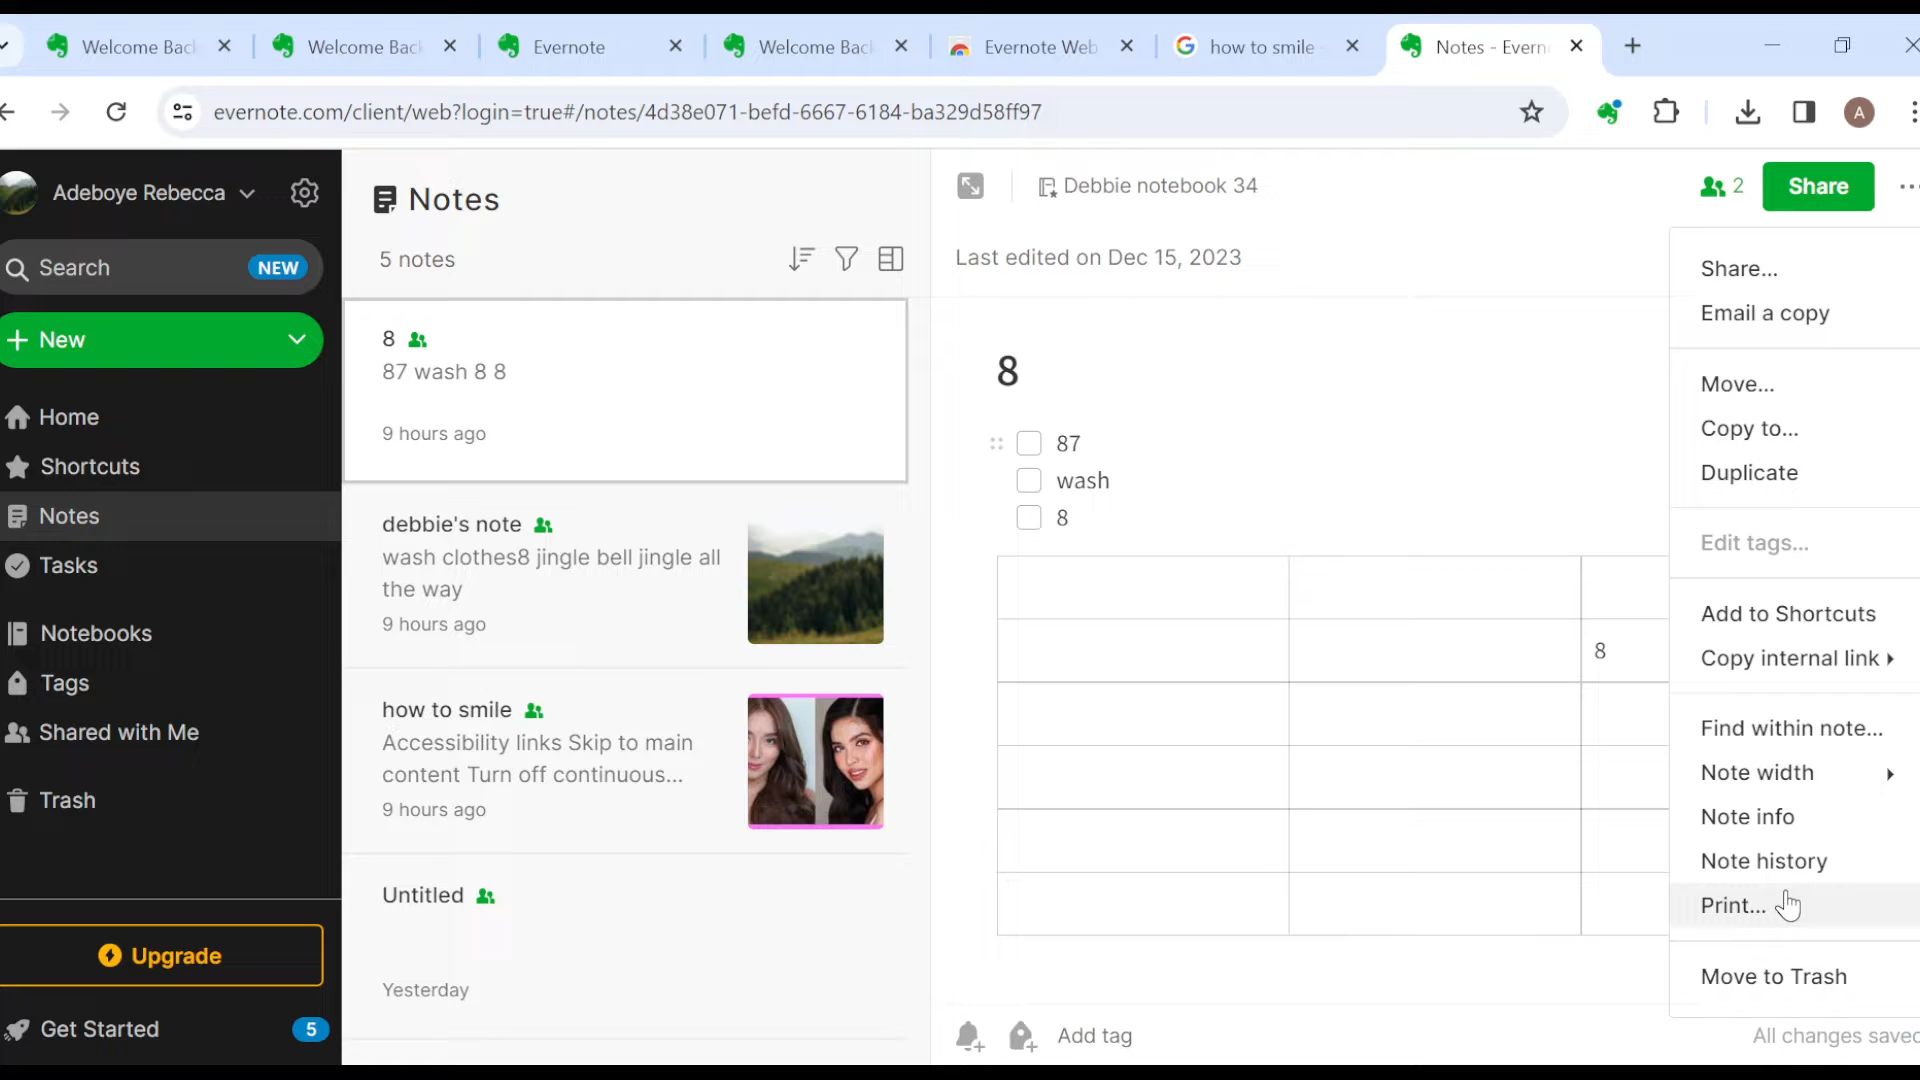 Welcome Bac
Welcome Bac
Evernote
Welcome Back
Evernote Web
how to smile
Notes - Evern
evernote.com/client/web?login=true#/notes/4d38e071-befd-6667-6184-ba329d58ff97
A
Adeboye Rebecca
Search NEW
New
Home
Shortcuts
Notes
Tasks
Notebooks
Tags
Shared with Me
Trash
Upgrade
Get Started 5
Notes
5 notes
8
87 wash 8 8
9 hours ago
debbie's note
wash clothes8 jingle bell jingle all
the way
9 hours ago
how to smile
Accessibility links Skip to main
content Turn off continuous...
9 hours ago
Untitled
Yesterday
Debbie notebook 34
2
Share
Last edited on Dec 15, 2023
8
87
wash
8
8
Share...
Email a copy
Move...
Copy to...
Duplicate
Edit tags...
Add to Shortcuts
Copy internal link
Find within note...
Note width
Note info
Note history
Print...
Move to Trash
Add tag
All changes saved